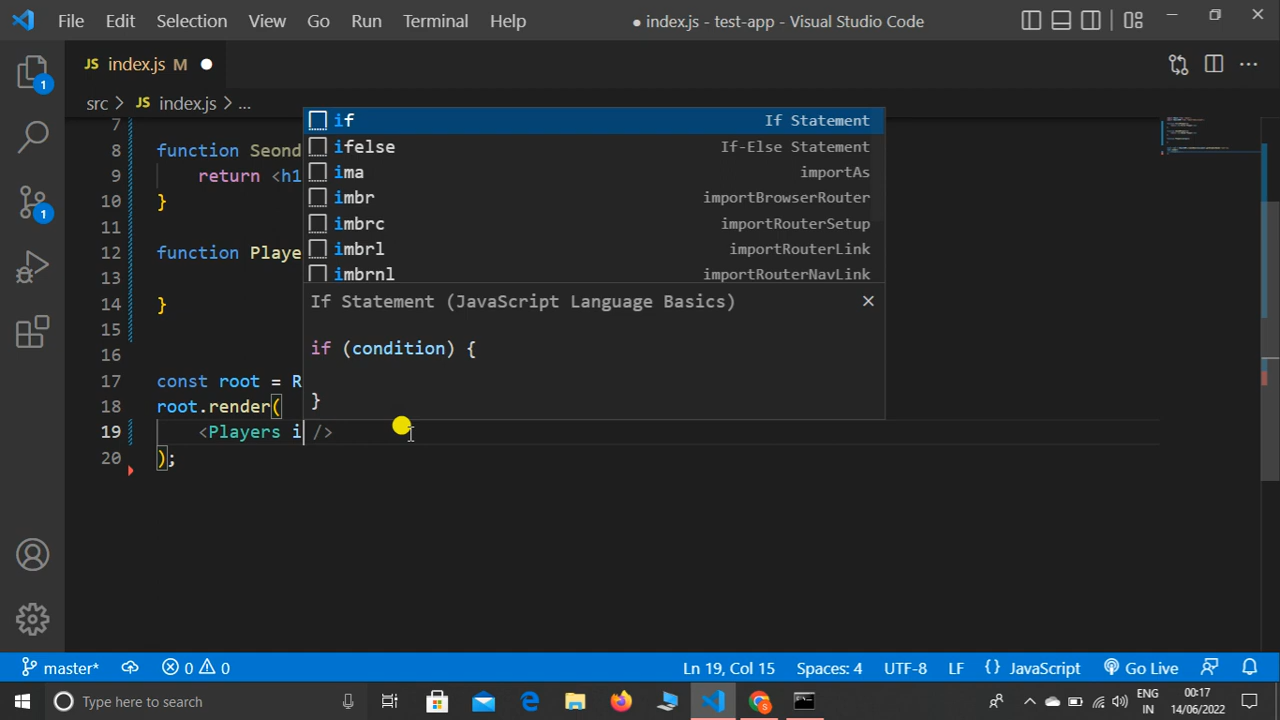 File Edit Selection View Go Run Terminal Help
● index.js - test-app - Visual Studio Code
JS index.js M
src > JS index.js > ...
1
1
7
8 function Seond
9 return <h1
10 }
11
12 function Playe
13
14 }
15
16
17 const root = R
18 root.render(
19 <Players i />
20 );
if If Statement
ifelse If-Else Statement
ima importAs
imbr importBrowserRouter
imbrc importRouterSetup
imbrl importRouterLink
imbrnl importRouterNavLink
If Statement (JavaScript Language Basics)
if (condition) {
}
master* 0 0 Ln 19, Col 15 Spaces: 4 UTF-8 LF {} JavaScript Go Live
Type here to search
ENG
IN
00:17
14/06/2022